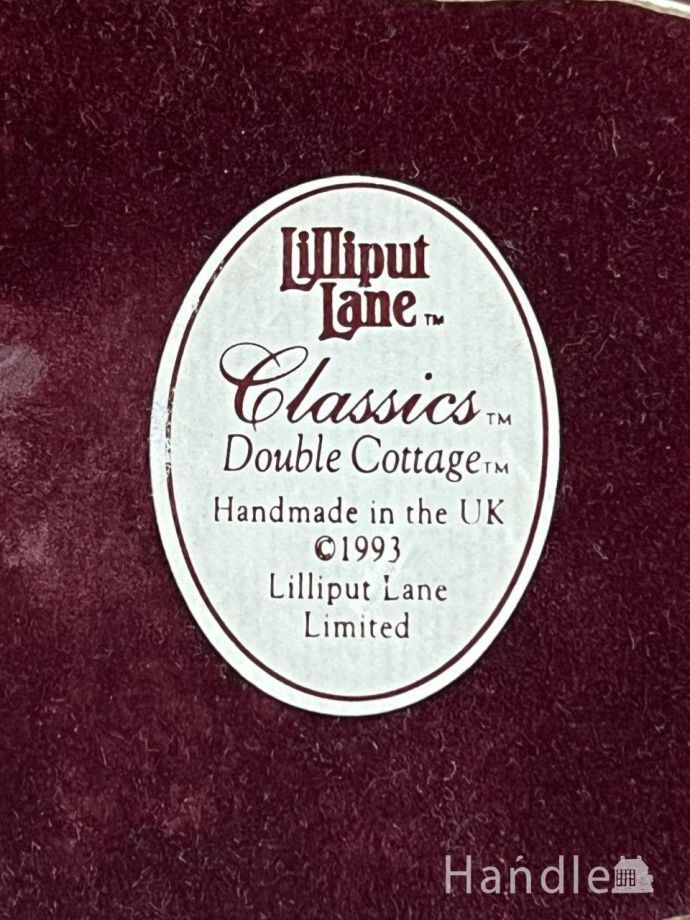 Lilliput
Lane™
Classics™
Double Cottage™
Handmade in the UK
©1993
Lilliput Lane
Limited
Handle